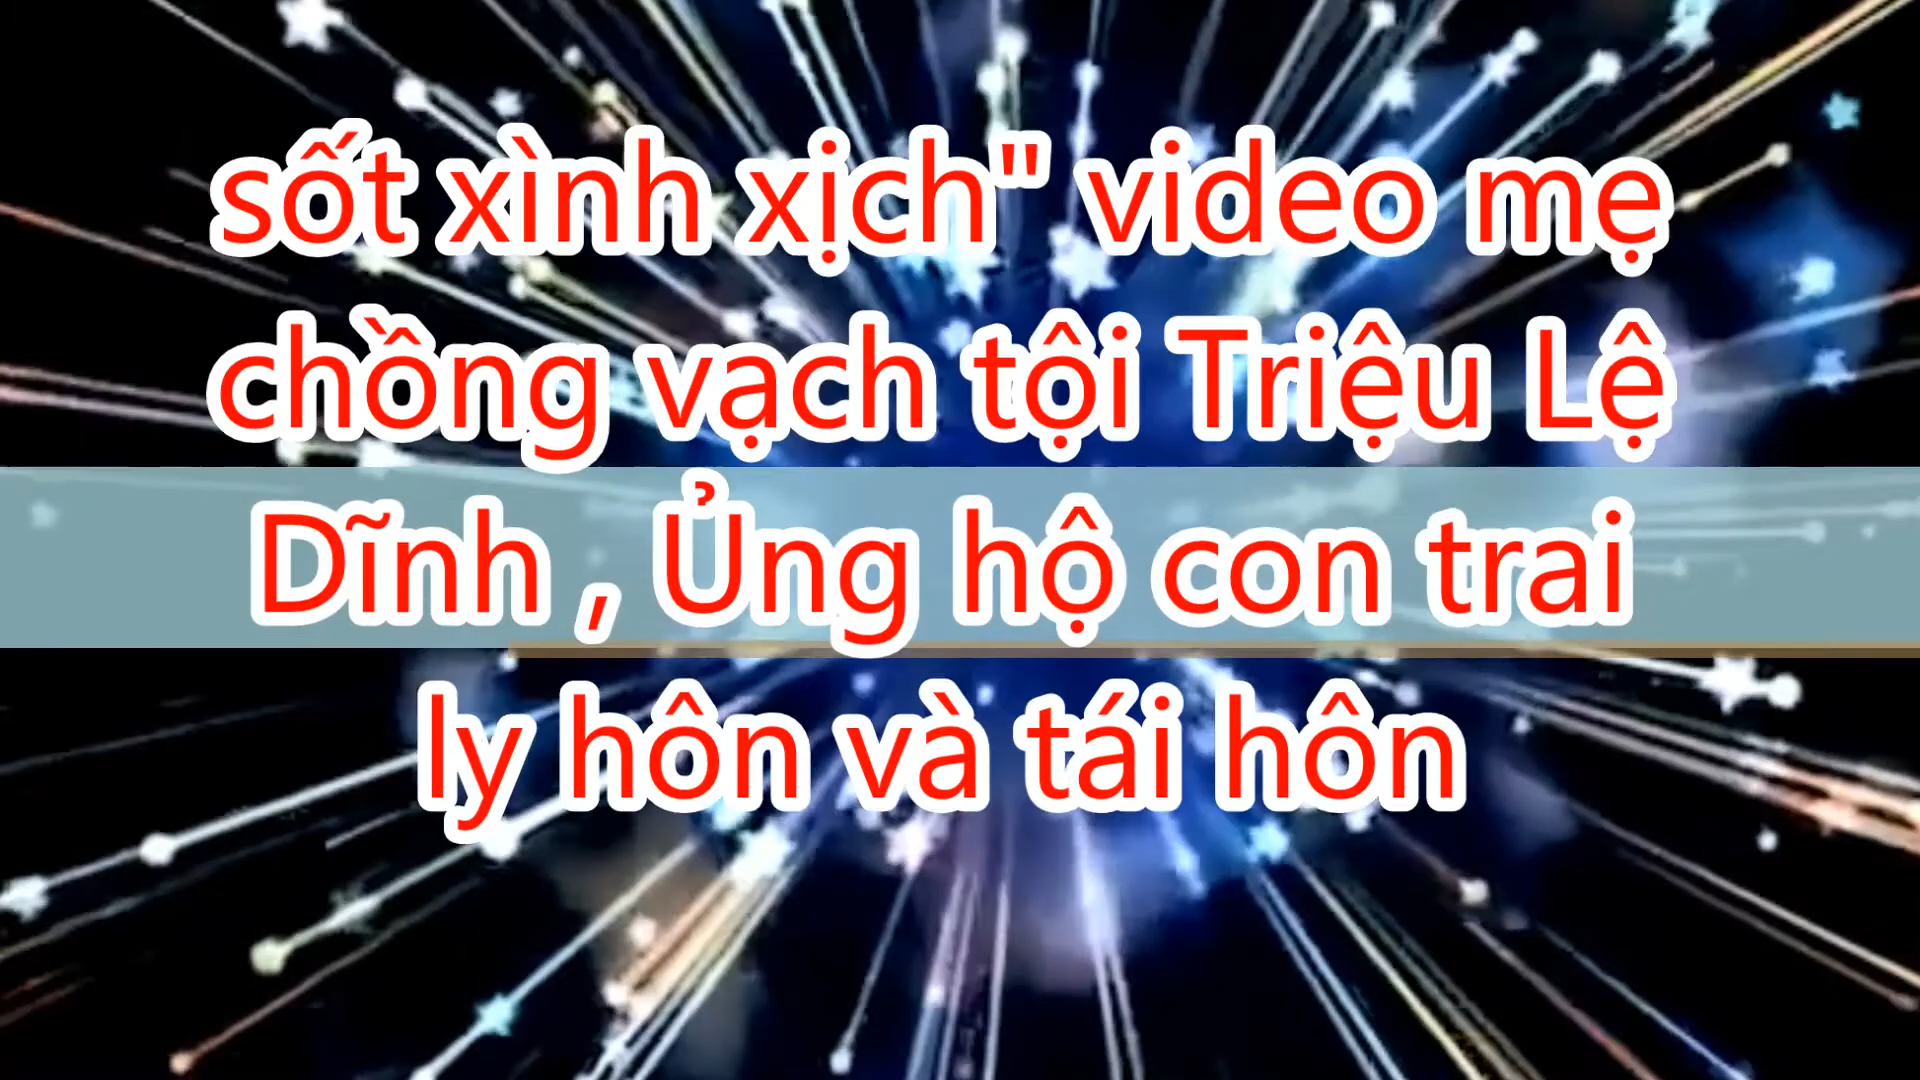 sốt xình xịch" video mẹ
chồng vạch tội Triệu Lệ
Dĩnh , Ủng hộ con trai
ly hôn và tái hôn